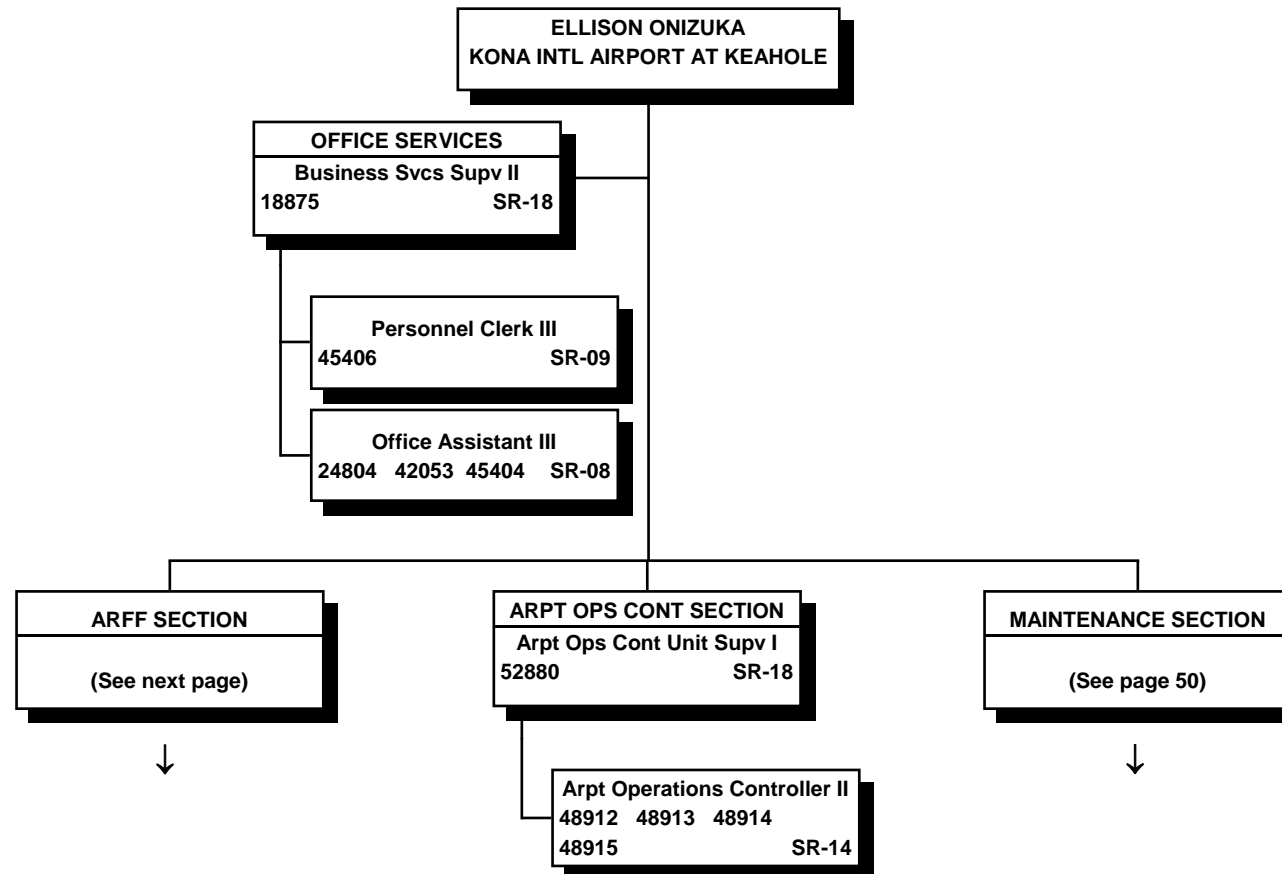 ELLISON ONIZUKA
KONA INTL AIRPORT AT KEAHOLE
OFFICE SERVICES
Business Svcs Supv II
18875 SR-18
Personnel Clerk III
45406 SR-09
Office Assistant III
24804 42053 45404 SR-08
ARFF SECTION
(See next page)
ARPT OPS CONT SECTION
Arpt Ops Cont Unit Supv I
52880 SR-18
MAINTENANCE SECTION
(See page 50)
Arpt Operations Controller II
48912 48913 48914
48915 SR-14